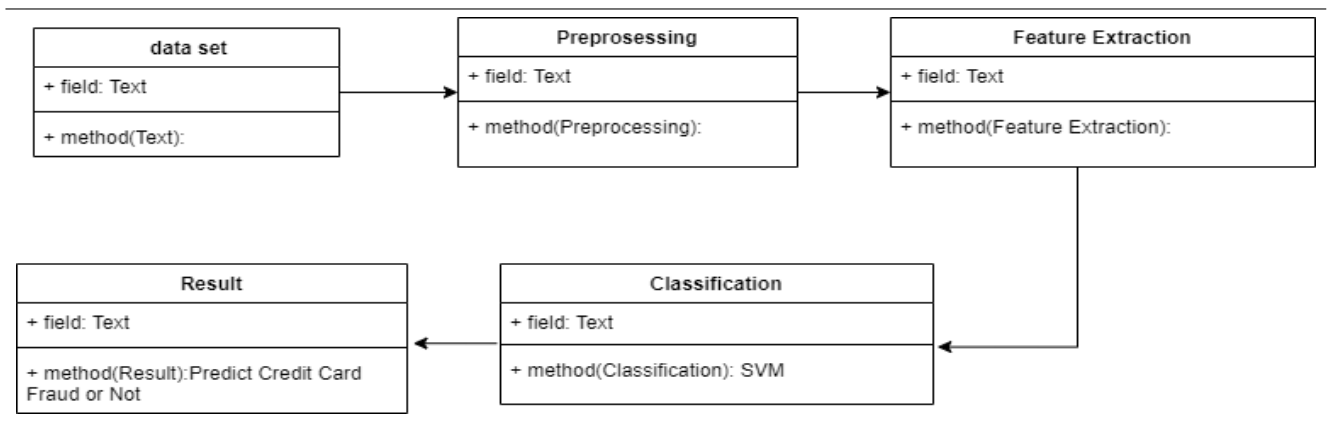 data set
+ field: Text
+ method(Text):
Preprosessing
+ field: Text
+ method(Preprocessing):
Feature Extraction
+ field: Text
+ method(Feature Extraction):
Result
+ field: Text
+ method(Result):Predict Credit Card
Fraud or Not
Classification
+ field: Text
+ method(Classification): SVM